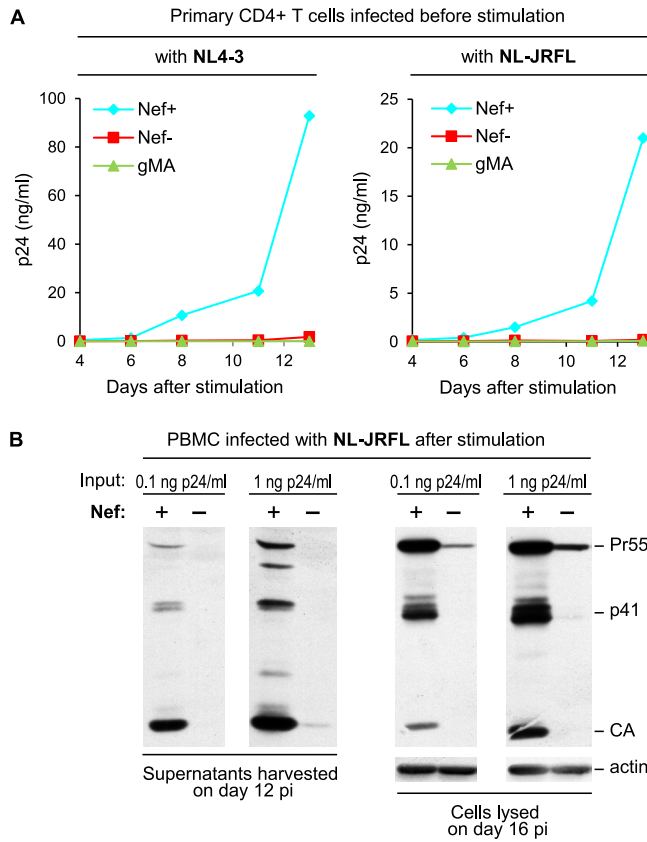 A
Primary CD4+ T cells infected before stimulation
with NL4-3
with NL-JRFL
100
80
60
40
20
0
p24 (ng/ml)
Nef+
Nef-
gMA
4 6 8 10 12
Days after stimulation
25
20
15
10
5
0
p24 (ng/ml)
Nef+
Nef-
gMA
4 6 8 10 12
Days after stimulation
B
PBMC infected with NL-JRFL after stimulation
Input: 0.1 ng p24/ml 1 ng p24/ml 0.1 ng p24/ml 1 ng p24/ml
Nef: + – + – + – + –
– Pr55
– p41
– CA
– actin
Supernatants harvested
on day 12 pi
Cells lysed
on day 16 pi